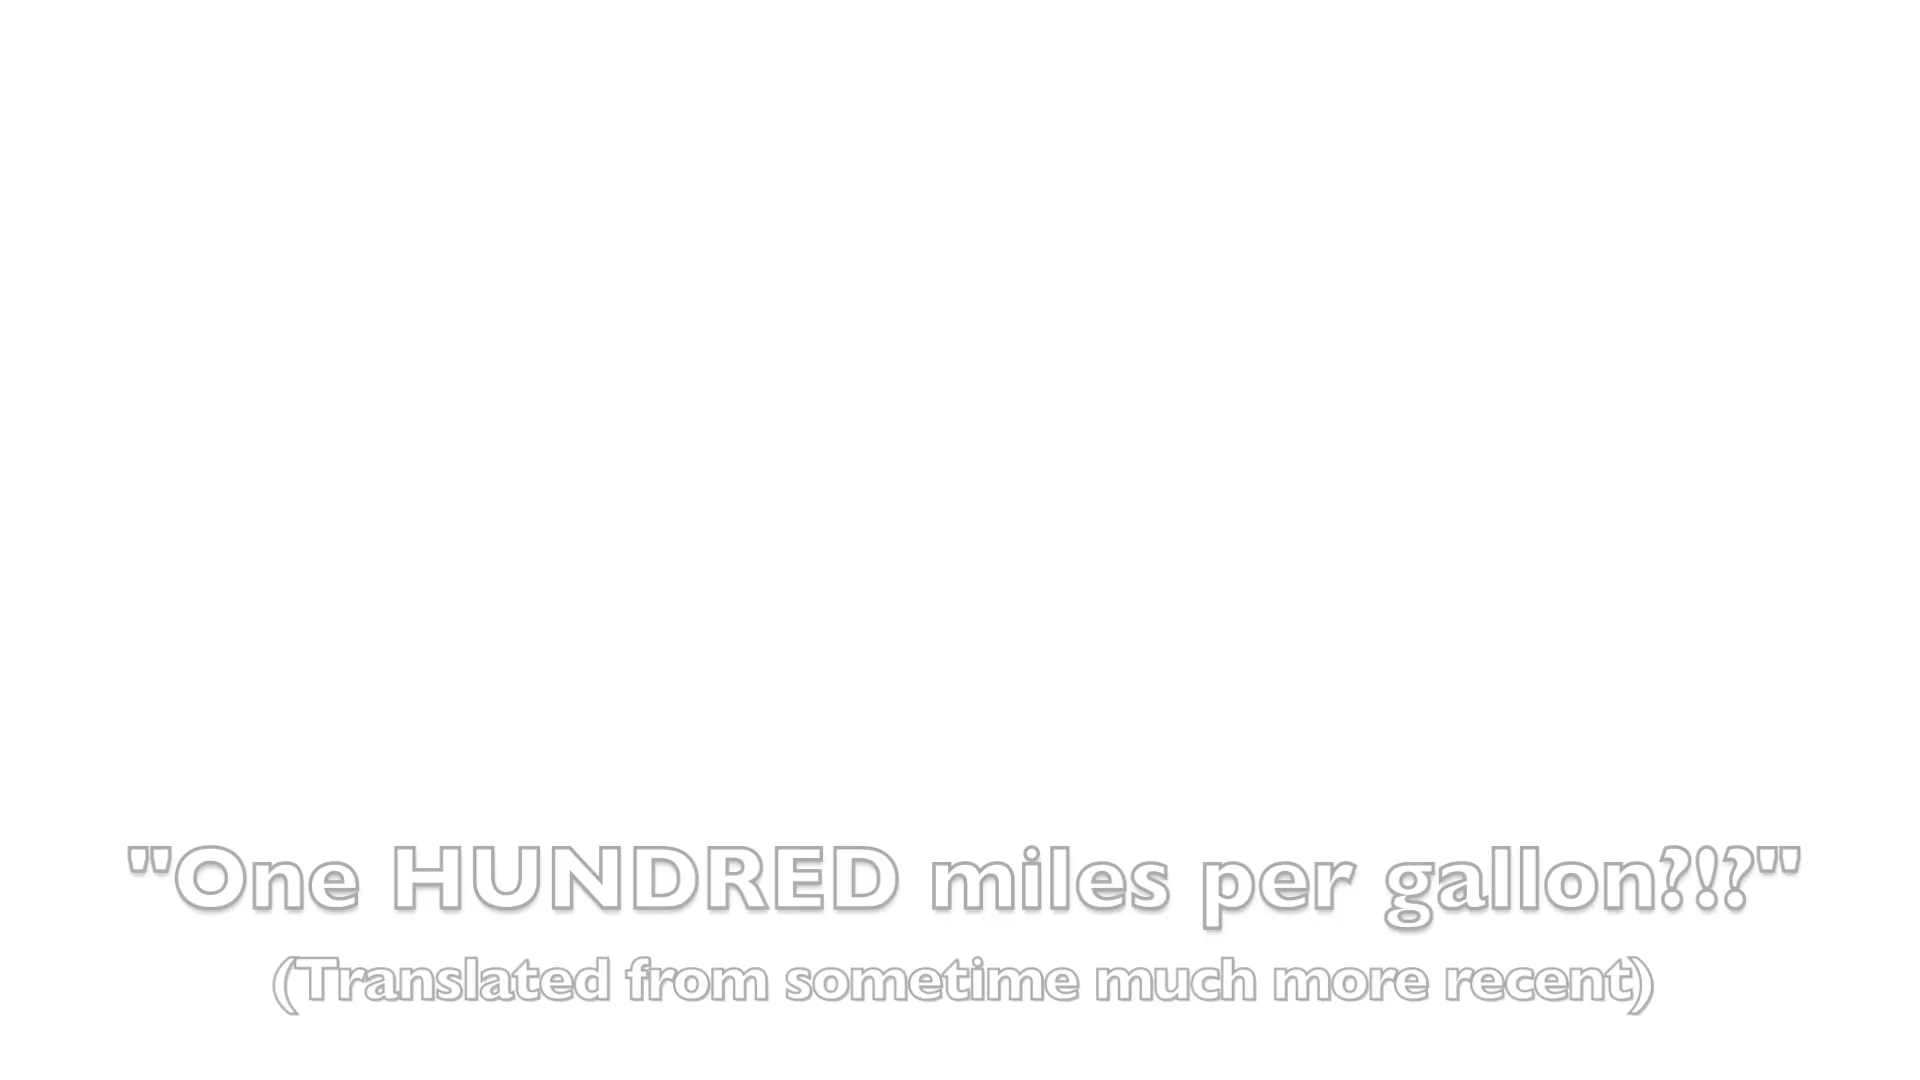 "One HUNDRED miles per gallon?!?"
(Translated from sometime much more recent)